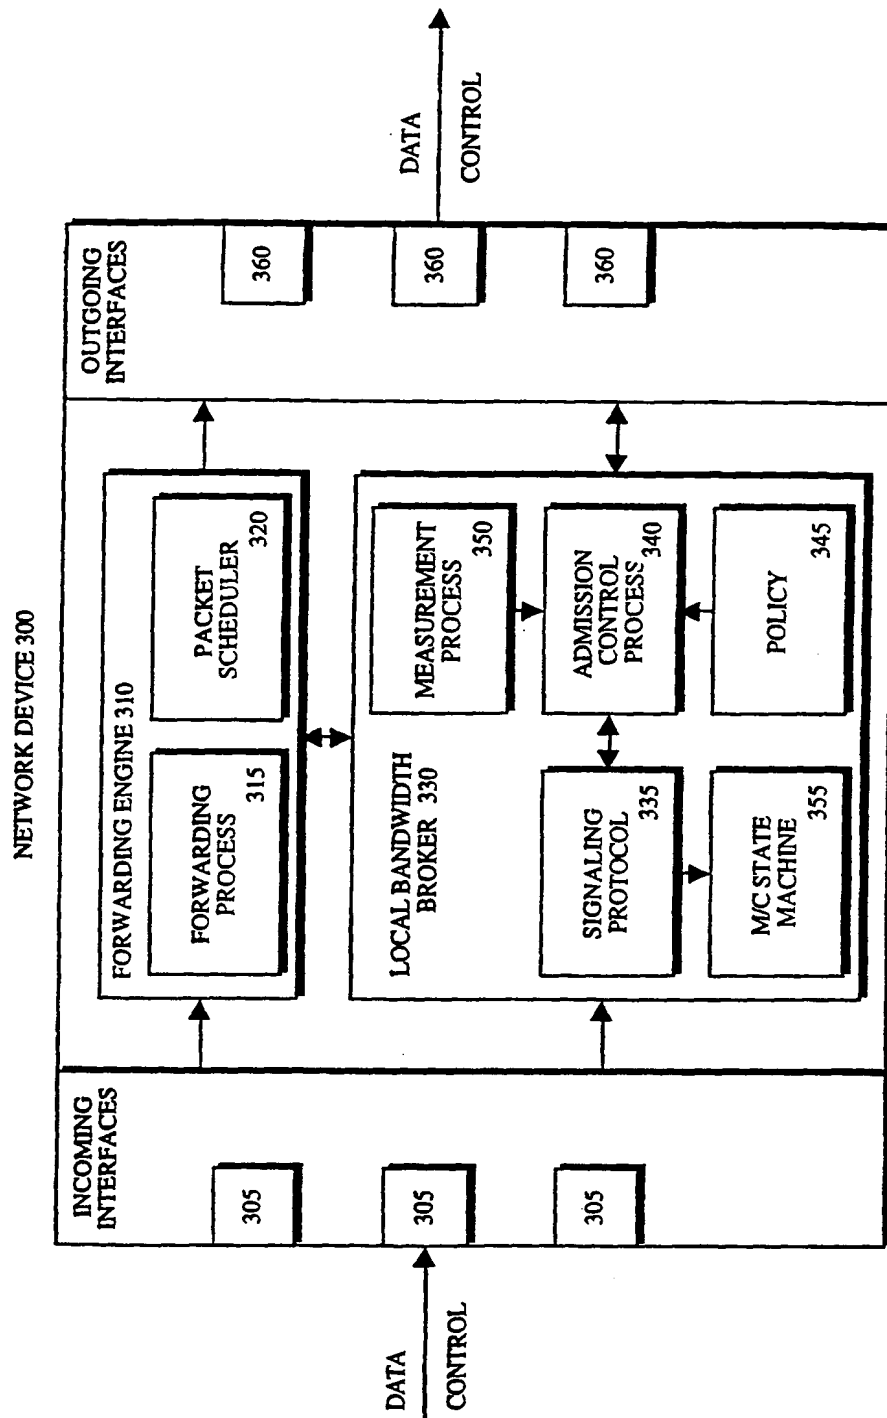 NETWORK DEVICE 300
DATA
CONTROL
INCOMING
INTERFACES
305
305
305
FORWARDING ENGINE 310
FORWARDING
PROCESS
315
PACKET
SCHEDULER
320
LOCAL BANDWIDTH
BROKER 330
SIGNALING
PROTOCOL
335
M/C STATE
MACHINE
355
MEASUREMENT
PROCESS
350
ADMISSION
CONTROL
PROCESS
340
POLICY
345
OUTGOING
INTERFACES
360
360
360
DATA
CONTROL